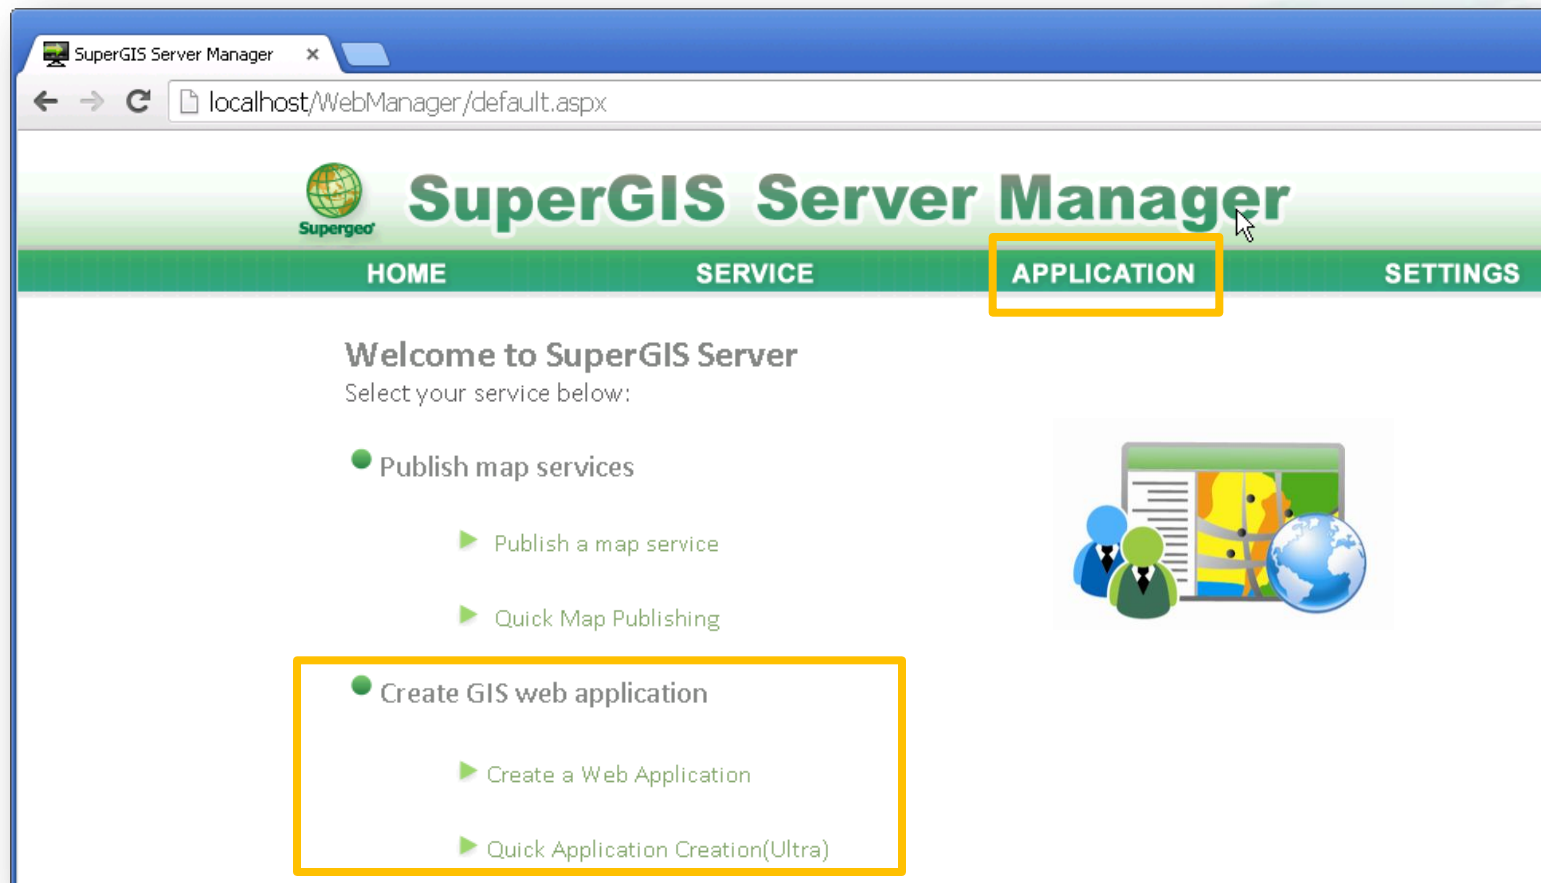 SuperGIS Server Manager
localhost/WebManager/default.aspx
Supergeo
SuperGIS Server Manager
HOME SERVICE APPLICATION SETTINGS
Welcome to SuperGIS Server
Select your service below:
Publish map services
Publish a map service
Quick Map Publishing
Create GIS web application
Create a Web Application
Quick Application Creation(Ultra)